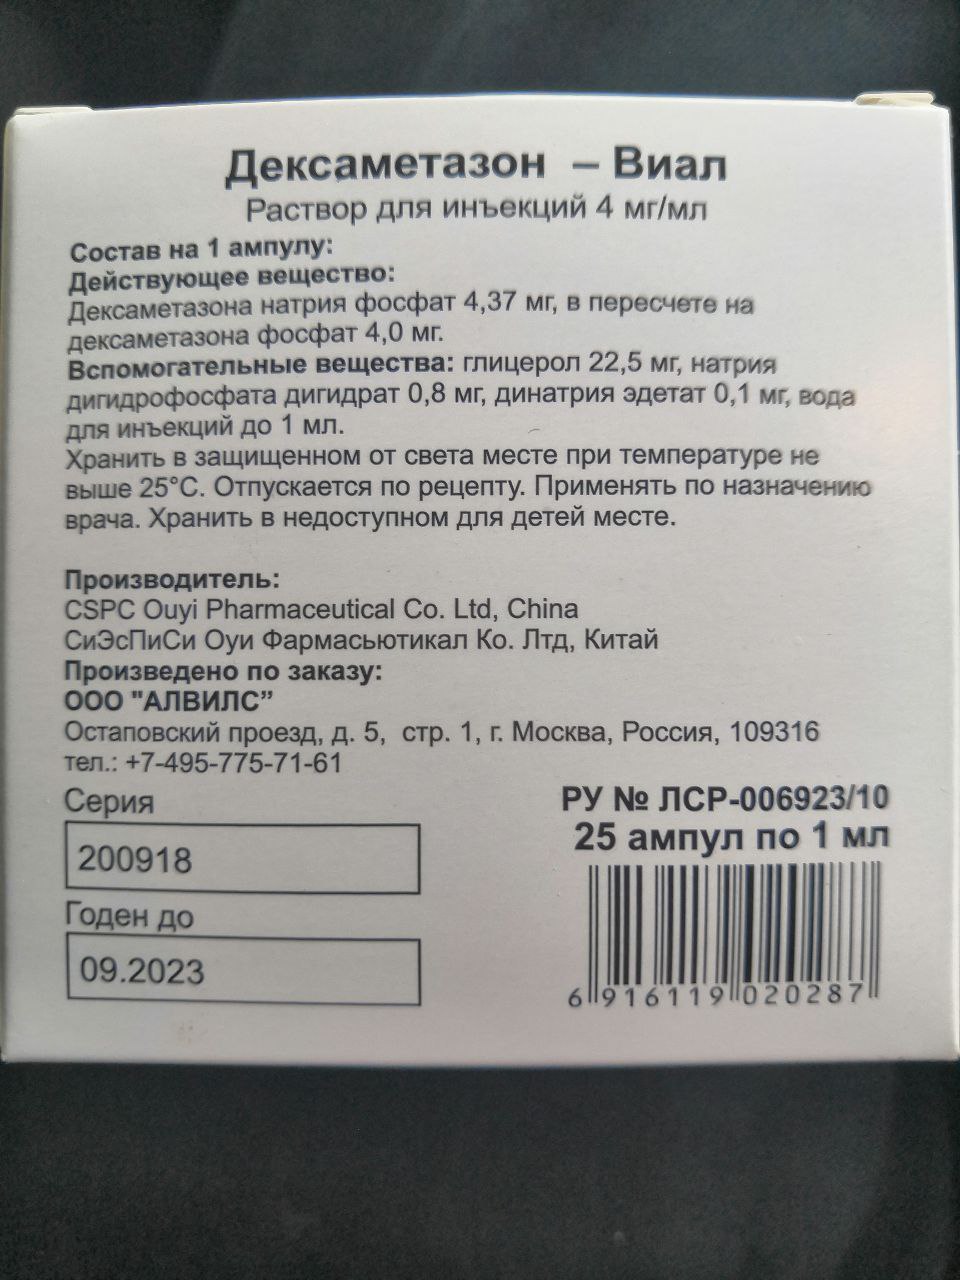 Дексаметазон – Виал
Раствор для инъекций 4 мг/мл
Состав на 1 ампулу:
Действующее вещество:
Дексаметазона натрия фосфат 4,37 мг, в пересчете на
дексаметазона фосфат 4,0 мг.
Вспомогательные вещества: глицерол 22,5 мг, натрия
дигидрофосфата дигидрат 0,8 мг, динатрия эдетат 0,1 мг, вода
для инъекций до 1 мл.
Хранить в защищенном от света месте при температуре не
выше 25°С. Отпускается по рецепту. Применять по назначению
врача. Хранить в недоступном для детей месте.
Производитель:
CSPC Ouyi Pharmaceutical Co. Ltd, China
СиЭсПиСи Оуи Фармасьютикал Ко. Лтд, Китай
Произведено по заказу:
ООО "АЛВИЛС”
Остаповский проезд, д. 5, стр. 1, г. Москва, Россия, 109316
тел.: +7-495-775-71-61
Серия
200918
Годен до
09.2023
РУ № ЛСР-006923/10
25 ампул по 1 мл
6 916119 020287